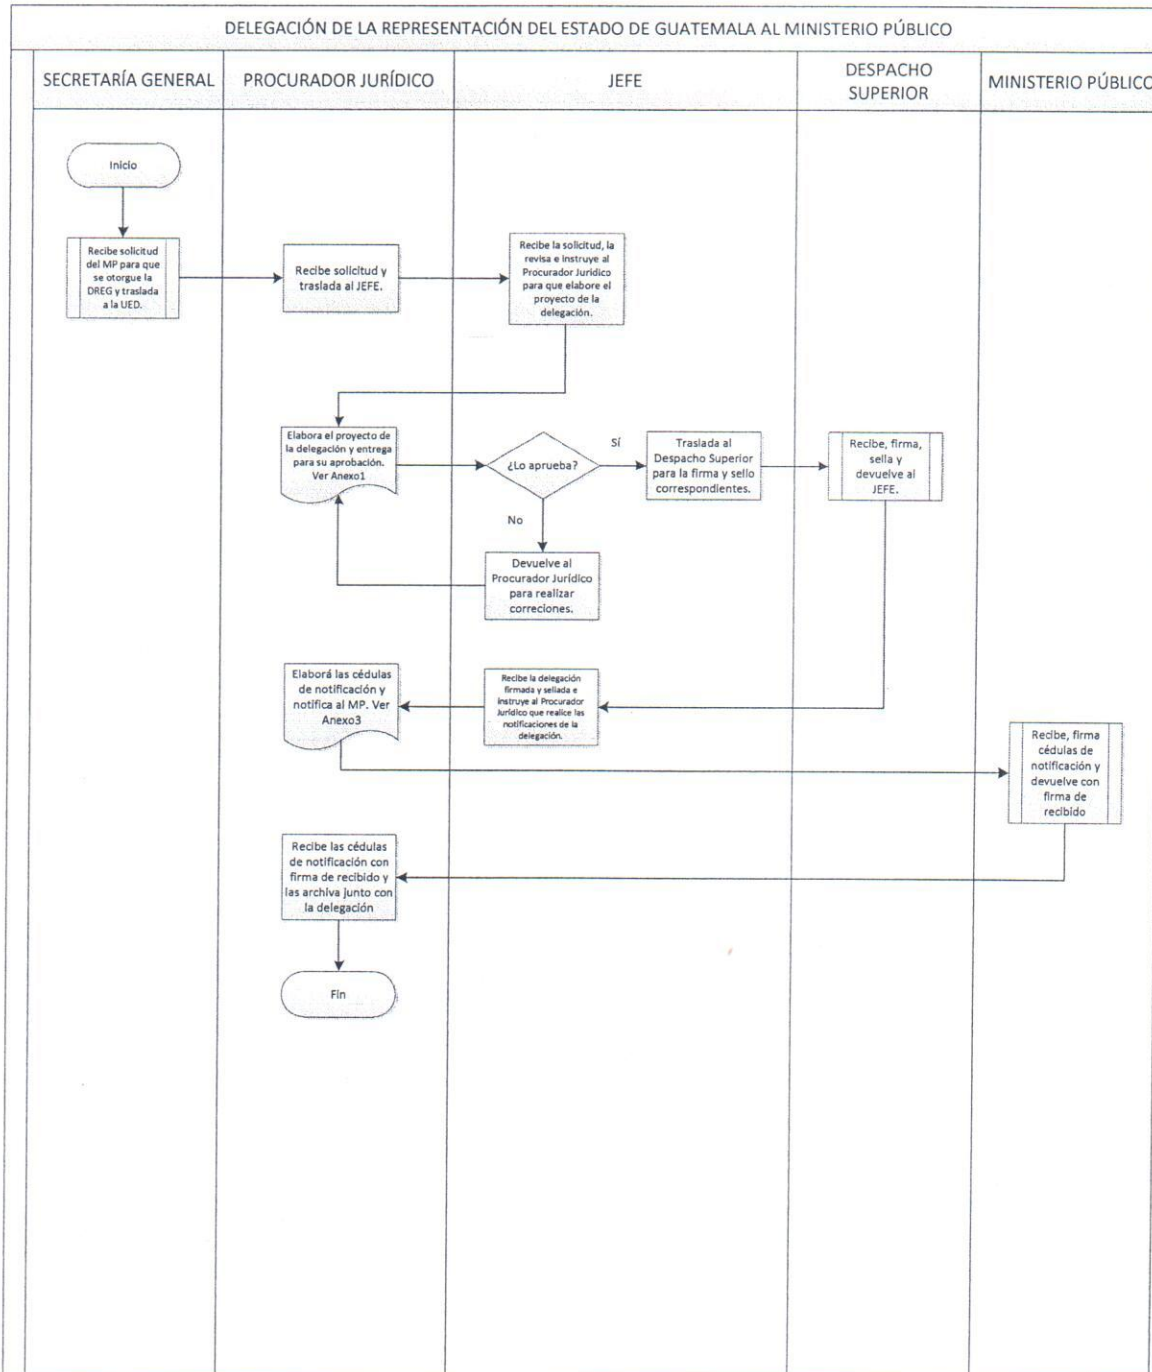 DELEGACIÓN DE LA REPRESENTACIÓN DEL ESTADO DE GUATEMALA AL MINISTERIO PÚBLICO
SECRETARÍA GENERAL
PROCURADOR JURÍDICO
JEFE
DESPACHO
SUPERIOR
MINISTERIO PÚBLICO
Inicio
Recibe solicitud
del MP para que
se otorgue la
DREG y traslada
a la UED.
Recibe solicitud y
traslada al JEFE.
Recibe la solicitud, la
revisa e instruye al
Procurador Jurídico
para que elabore el
proyecto de la
delegación.
Elabora el proyecto de
la delegación y entrega
para su aprobación.
Ver Anexo1
¿Lo aprueba?
Sí
Traslada al
Despacho Superior
para la firma y sello
correspondientes.
Recibe, firma,
sella y
devuelve al
JEFE.
No
Devuelve al
Procurador Jurídico
para realizar
correciones.
Recibe la delegación
firmada y sellada e
instruye al Procurador
Jurídico que realice las
notificaciones de la
delegación.
Elaborá las cédulas
de notificación y
notifica al MP. Ver
Anexo3
Recibe, firma
cédulas de
notificación y
devuelve con
firma de
recibido
Recibe las cédulas
de notificación con
firma de recibido y
las archiva junto con
la delegación
Fin